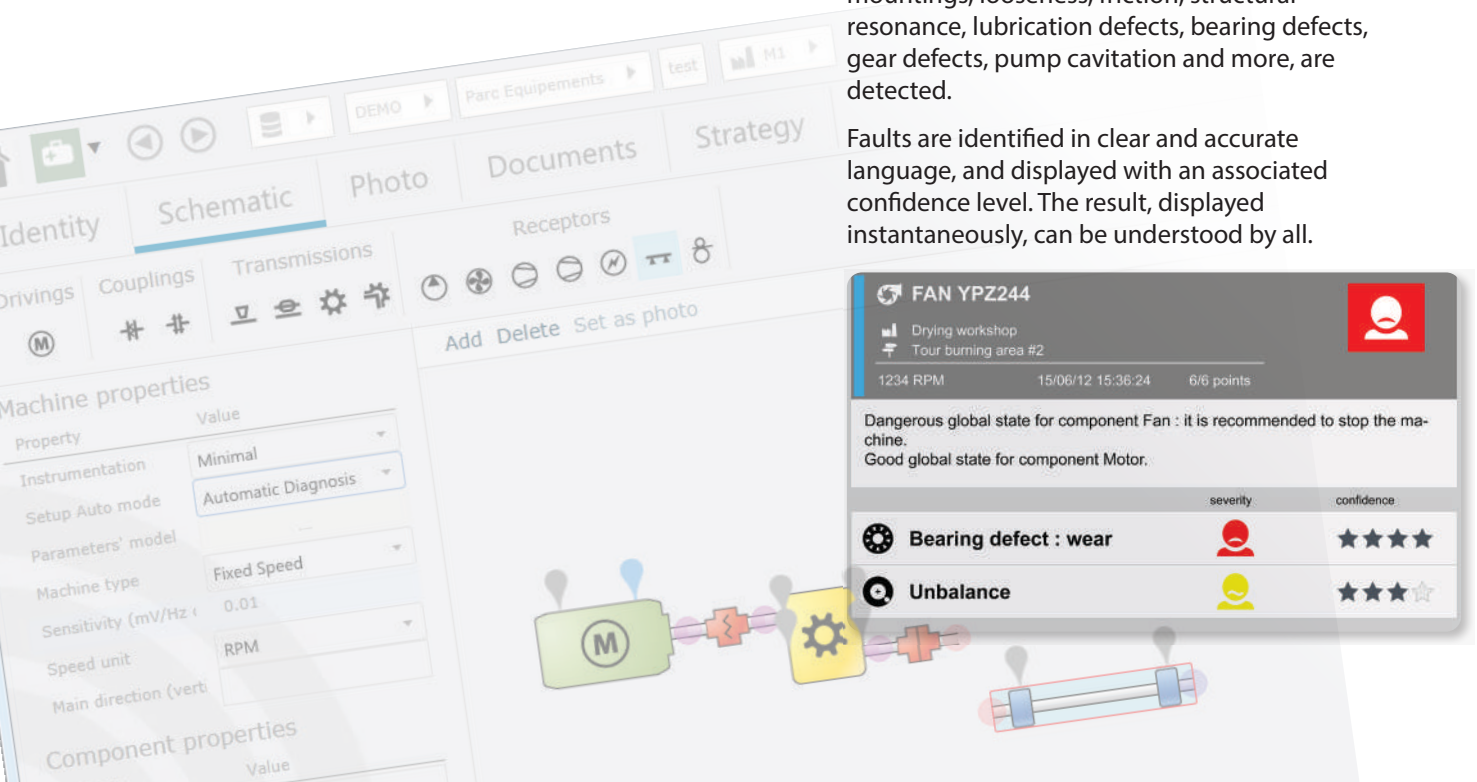 mountings, looseness, friction, structural
resonance, lubrication defects, bearing defects,
gear defects, pump cavitation and more, are
detected.
Faults are identified in clear and accurate
language, and displayed with an associated
confidence level. The result, displayed
instantaneously, can be understood by all.
DEMO Parc Equipements test M1
Identity Schematic Photo Documents Strategy
Drivings Couplings Transmissions Receptors
M
Add Delete Set as photo
Machine properties
Property Value
Instrumentation Minimal
Setup Auto mode Automatic Diagnosis
Parameters' model ...
Machine type Fixed Speed
Sensitivity (mV/Hz 0.01
Speed unit RPM
Main direction (verti
Component properties
Value
M
FAN YPZ244
Drying workshop
Tour burning area #2
1234 RPM 15/06/12 15:36:24 6/6 points
Dangerous global state for component Fan : it is recommended to stop the ma-
chine.
Good global state for component Motor.
severity confidence
Bearing defect : wear
Unbalance